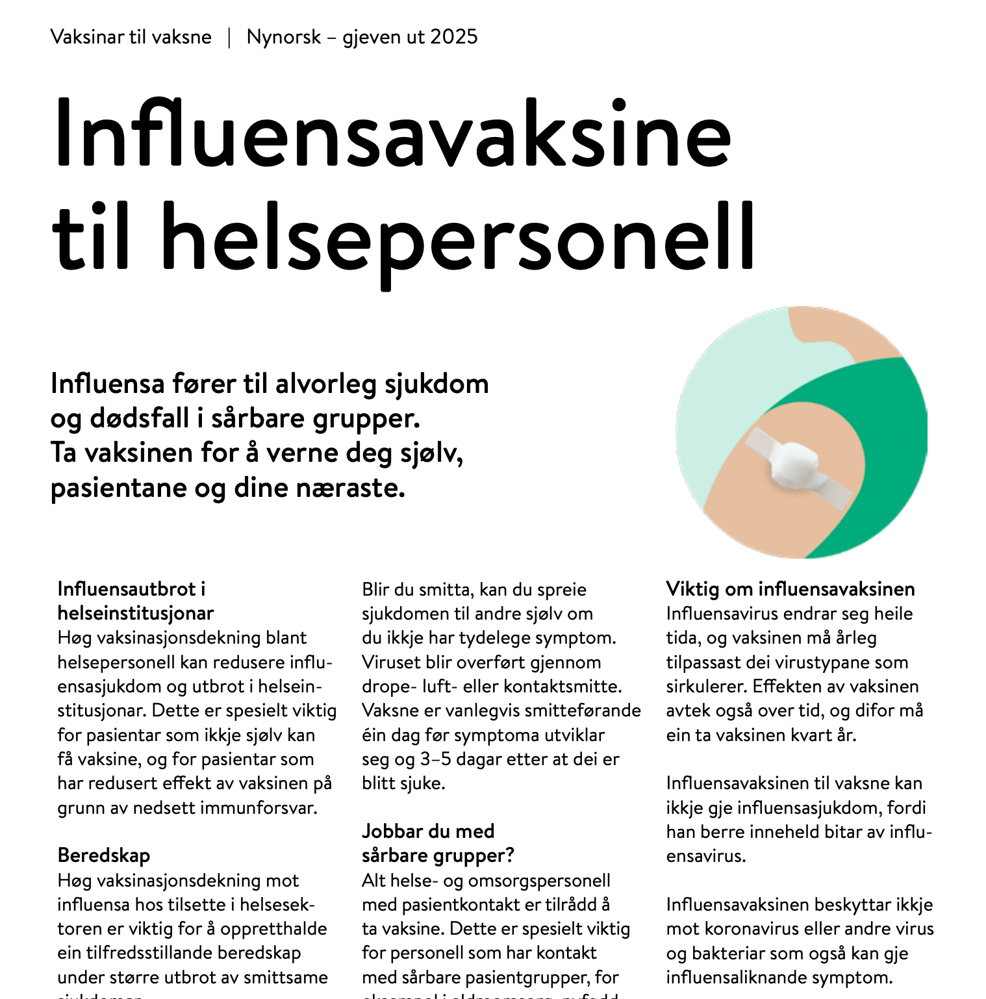 Vaksinar til vaksne | Nynorsk – gjeven ut 2025
Influensavaksine
til helsepersonell
Influensa fører til alvorleg sjukdom
og dødsfall i sårbare grupper.
Ta vaksinen for å verne deg sjølv,
pasientane og dine næraste.
Influensautbrot i
helseinstitusjonar
Høg vaksinasjonsdekning blant
helsepersonell kan redusere influ-
ensasjukdom og utbrot i helsein-
stitusjonar. Dette er spesielt viktig
for pasientar som ikkje sjølv kan
få vaksine, og for pasientar som
har redusert effekt av vaksinen på
grunn av nedsett immunforsvar.
Beredskap
Høg vaksinasjonsdekning mot
influensa hos tilsette i helsesek-
toren er viktig for å oppretthalde
ein tilfredsstillande beredskap
under større utbrot av smittsame
Blir du smitta, kan du spreie
sjukdomen til andre sjølv om
du ikkje har tydelege symptom.
Viruset blir overført gjennom
drope- luft- eller kontaktsmitte.
Vaksne er vanlegvis smitteførande
éin dag før symptoma utviklar
seg og 3–5 dagar etter at dei er
blitt sjuke.
Jobbar du med
sårbare grupper?
Alt helse- og omsorgspersonell
med pasientkontakt er tilrådd å
ta vaksine. Dette er spesielt viktig
for personell som har kontakt
med sårbare pasientgrupper, for
Viktig om influensavaksinen
Influensavirus endrar seg heile
tida, og vaksinen må årleg
tilpassast dei virustypane som
sirkulerer. Effekten av vaksinen
avtek også over tid, og difor må
ein ta vaksinen kvart år.
Influensavaksinen til vaksne kan
ikkje gje influensasjukdom, fordi
han berre inneheld bitar av influ-
ensavirus.
Influensavaksinen beskyttar ikkje
mot koronavirus eller andre virus
og bakteriar som også kan gje
influensaliknande symptom.